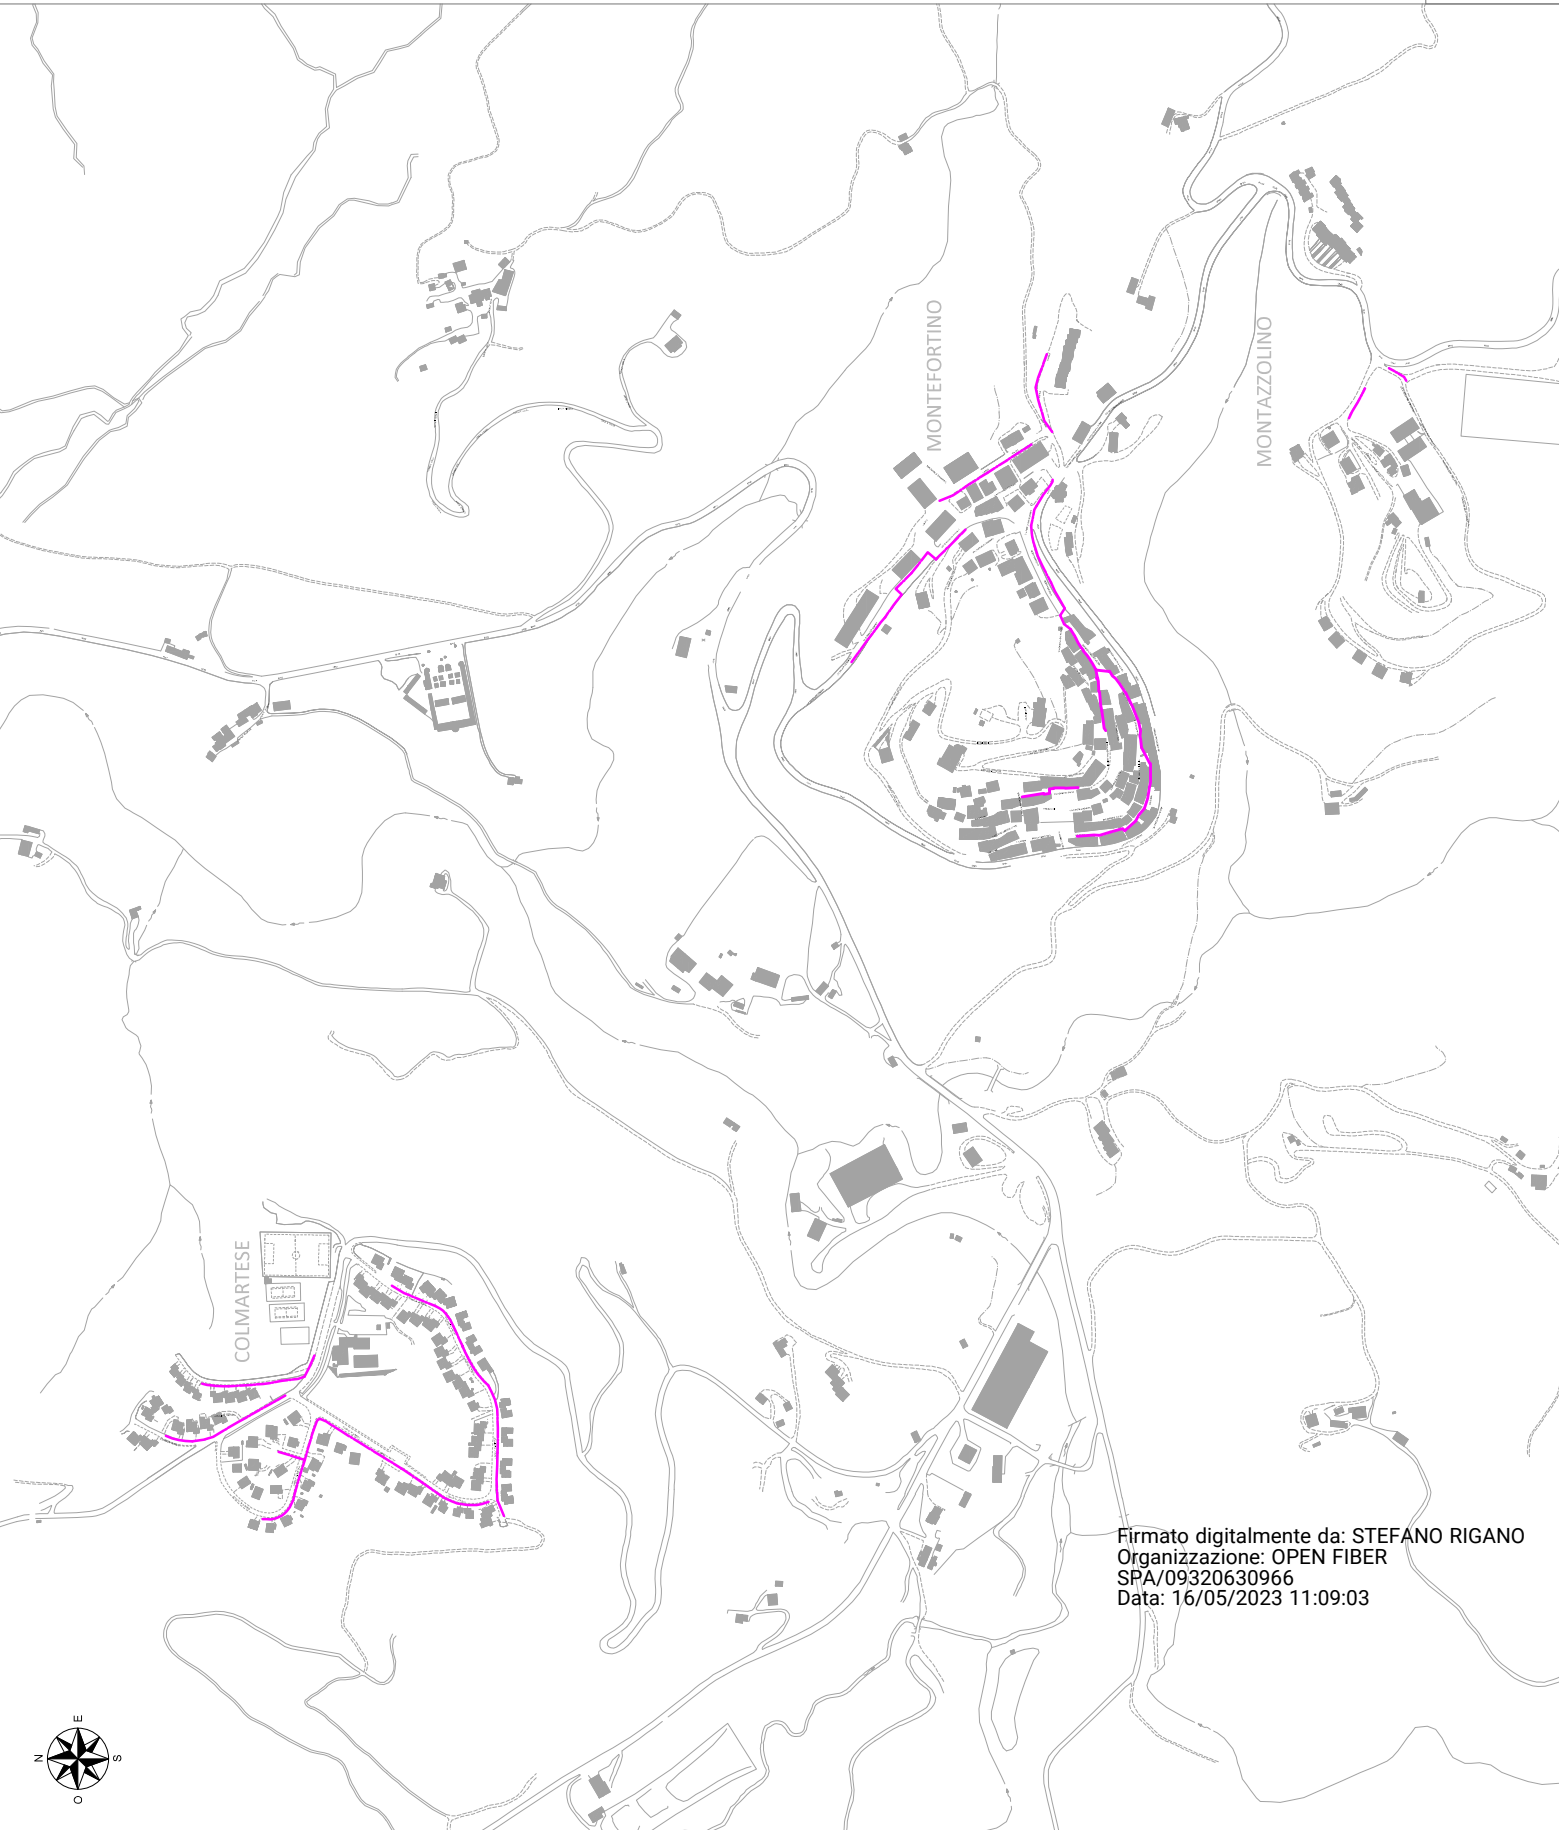 MONTEFORTINO
MONTAZZOLINO
COLMARTESE
Firmato digitalmente da: STEFANO RIGANO
Organizzazione: OPEN FIBER
SPA/09320630966
Data: 16/05/2023 11:09:03
E
N
S
O